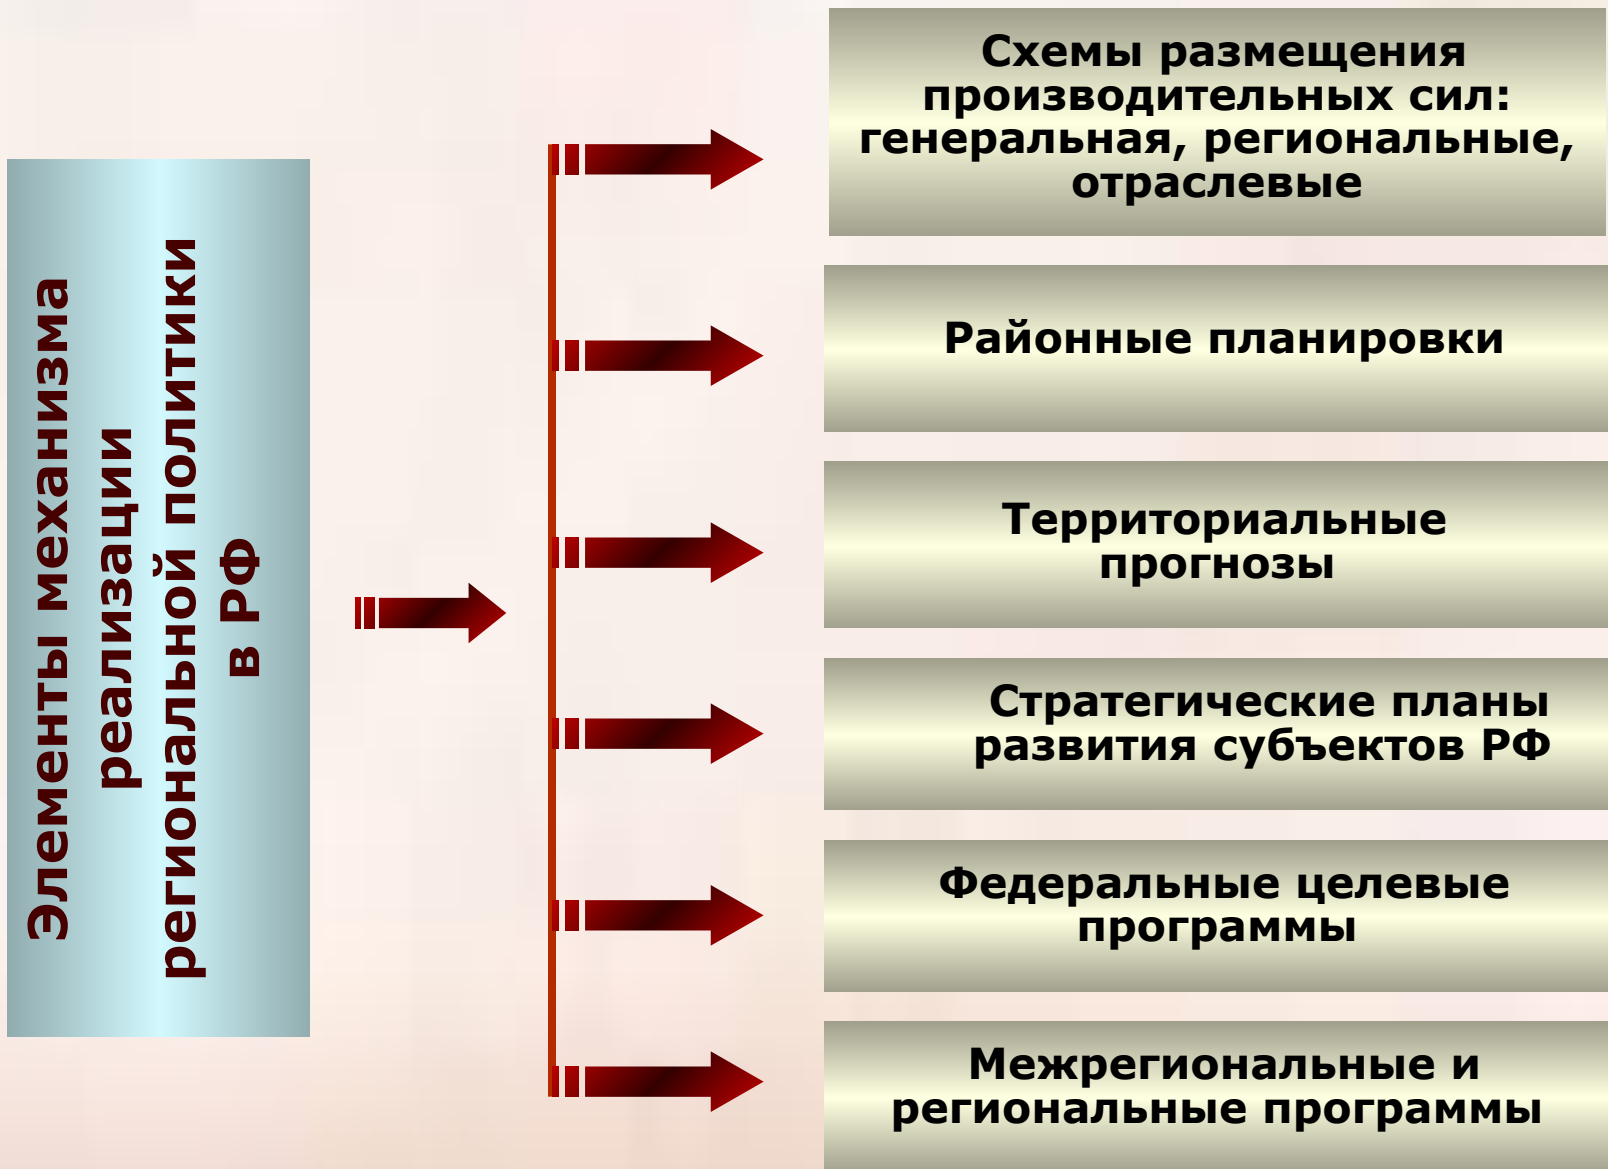 Элементы механизма
реализации
региональной политики
в РФ
Схемы размещения
производительных сил:
генеральная, региональные,
отраслевые
Районные планировки
Территориальные
прогнозы
Стратегические планы
развития субъектов РФ
Федеральные целевые
программы
Межрегиональные и
региональные программы